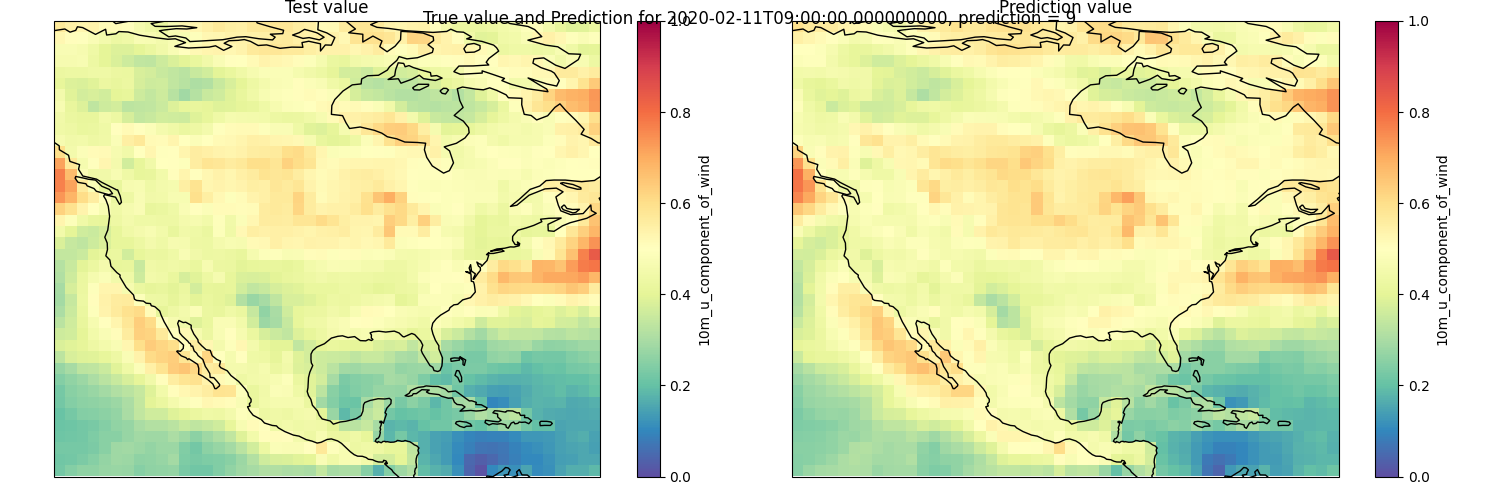 Test value
True value and Prediction for 2020-02-11T09:00:00.000000000, prediction = 9
Prediction value
1.0
0.8
0.6
0.4
0.2
0.0
10m_u_component_of_wind
1.0
0.8
0.6
0.4
0.2
0.0
10m_u_component_of_wind